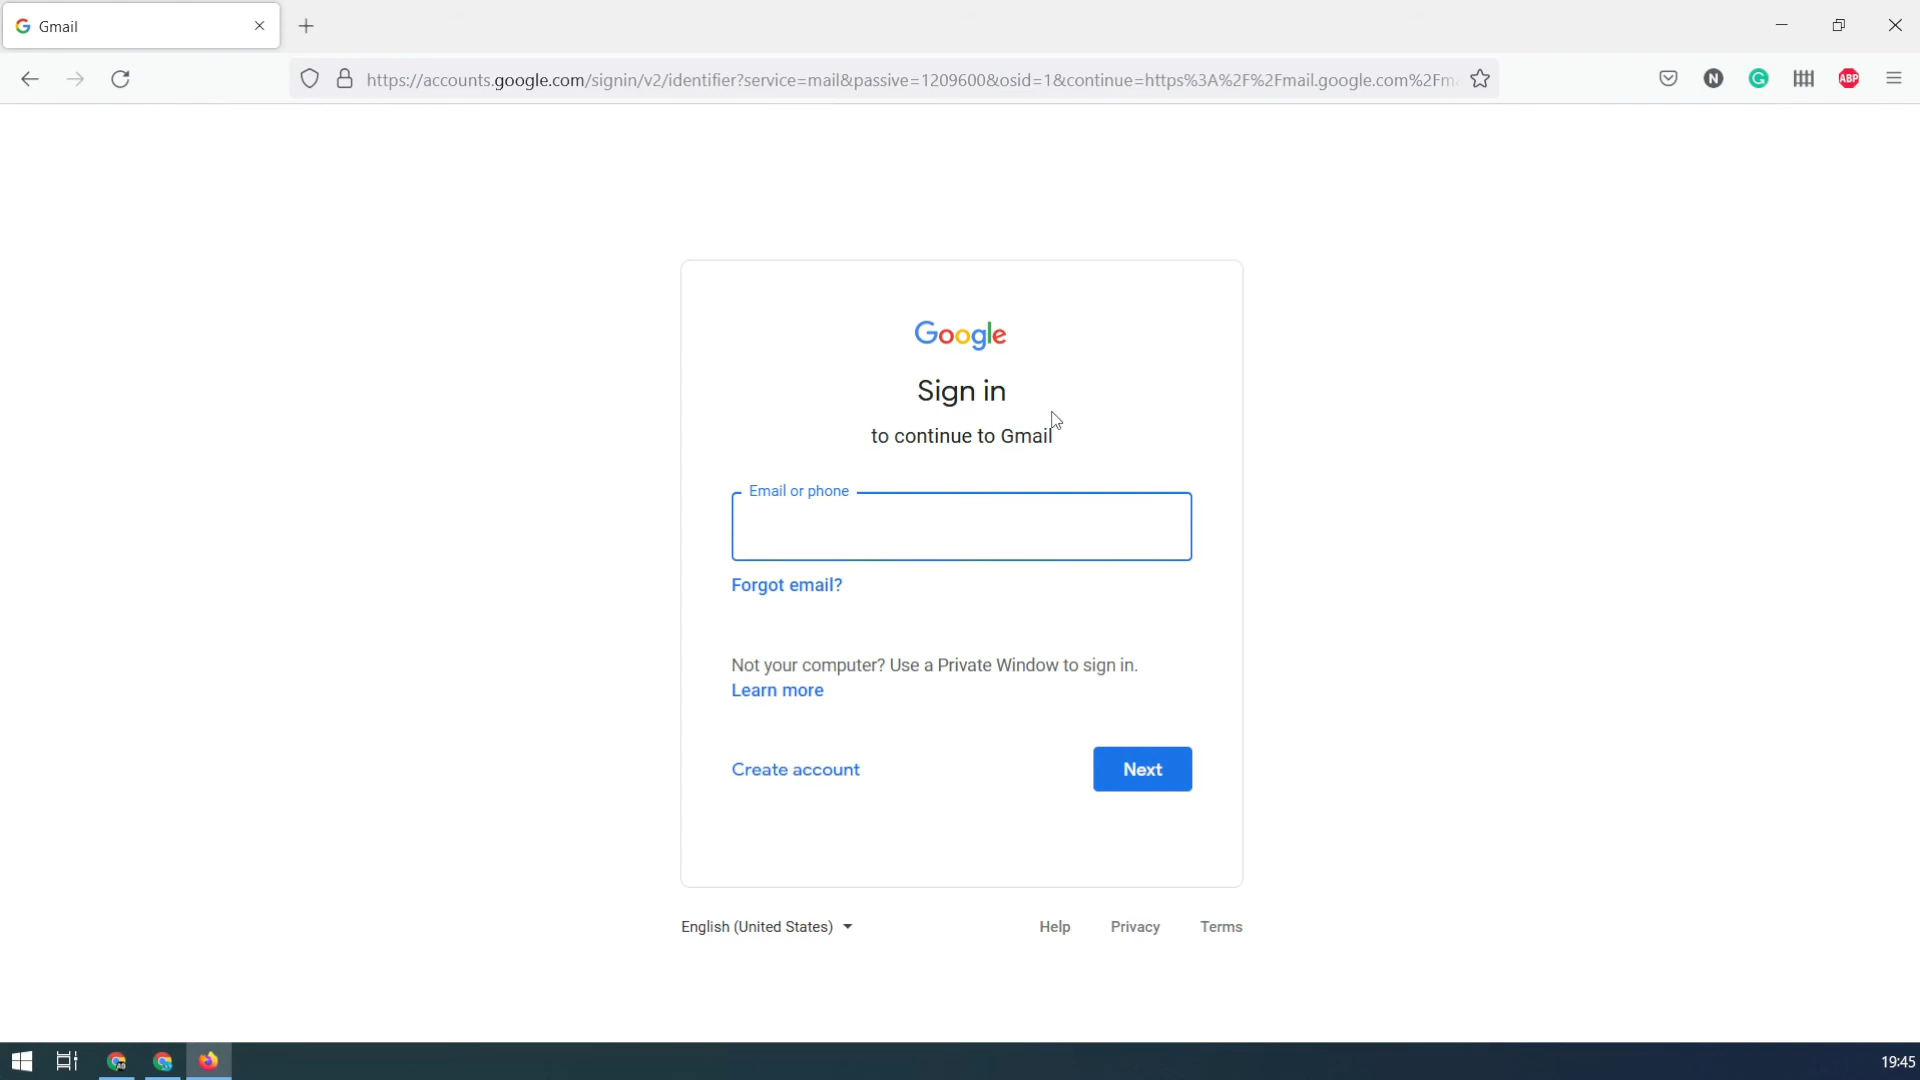 Gmail
https://accounts.google.com/signin/v2/identifier?service=mail&passive=1209600&osid=1&continue=https%3A%2F%2Fmail.google.com%2Fm
N
G
ABP
Google
Sign in
to continue to Gmail
Email or phone
Forgot email?
Not your computer? Use a Private Window to sign in.
Learn more
Create account
Next
English (United States)
Help
Privacy
Terms
19:45